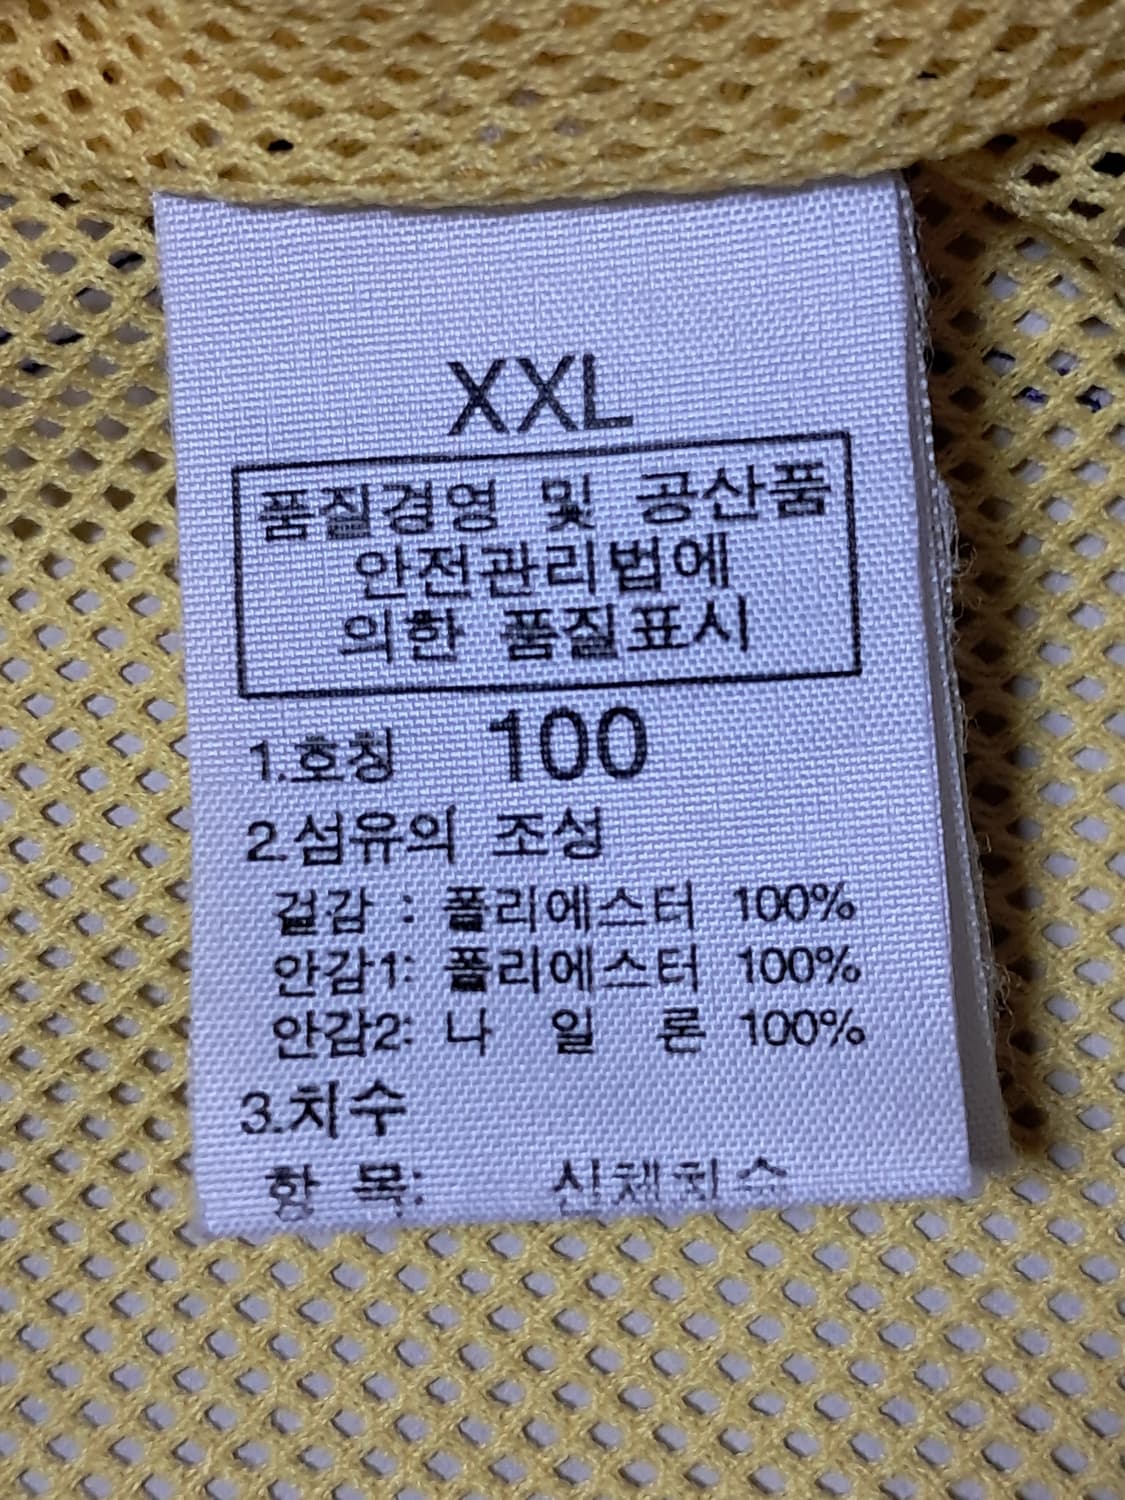 XXL
품질경영 및 공산품
안전관리법에
의한 품질표시
1.호칭 100
2.섬유의 조성
겉감 : 폴리에스터 100%
안감1: 폴리에스터 100%
안감2: 나 일 론 100%
3.치수
항 목: 신체치수